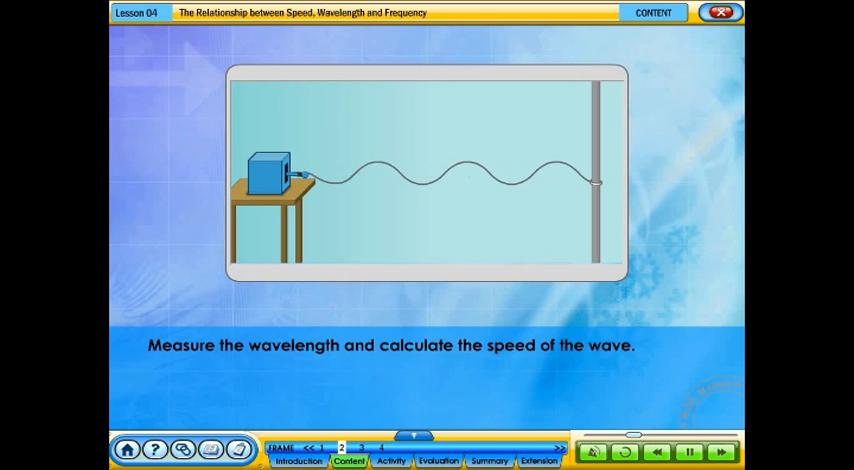 Lesson 04
The Relationship between Speed, Wavelength and Frequency
CONTENT
Measure the wavelength and calculate the speed of the wave.
FRAME << 1 2 3 4 >>
Introduction Content Activity Evaluation Summary Extension